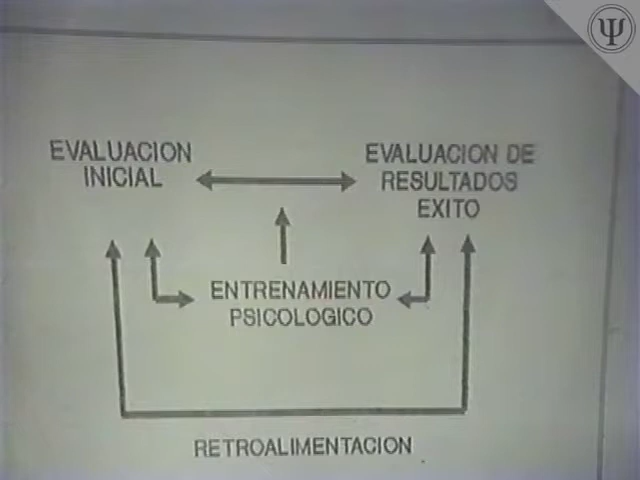 EVALUACION
INICIAL
EVALUACION DE
RESULTADOS
EXITO
ENTRENAMIENTO
PSICOLOGICO
RETROALIMENTACION
Ψ